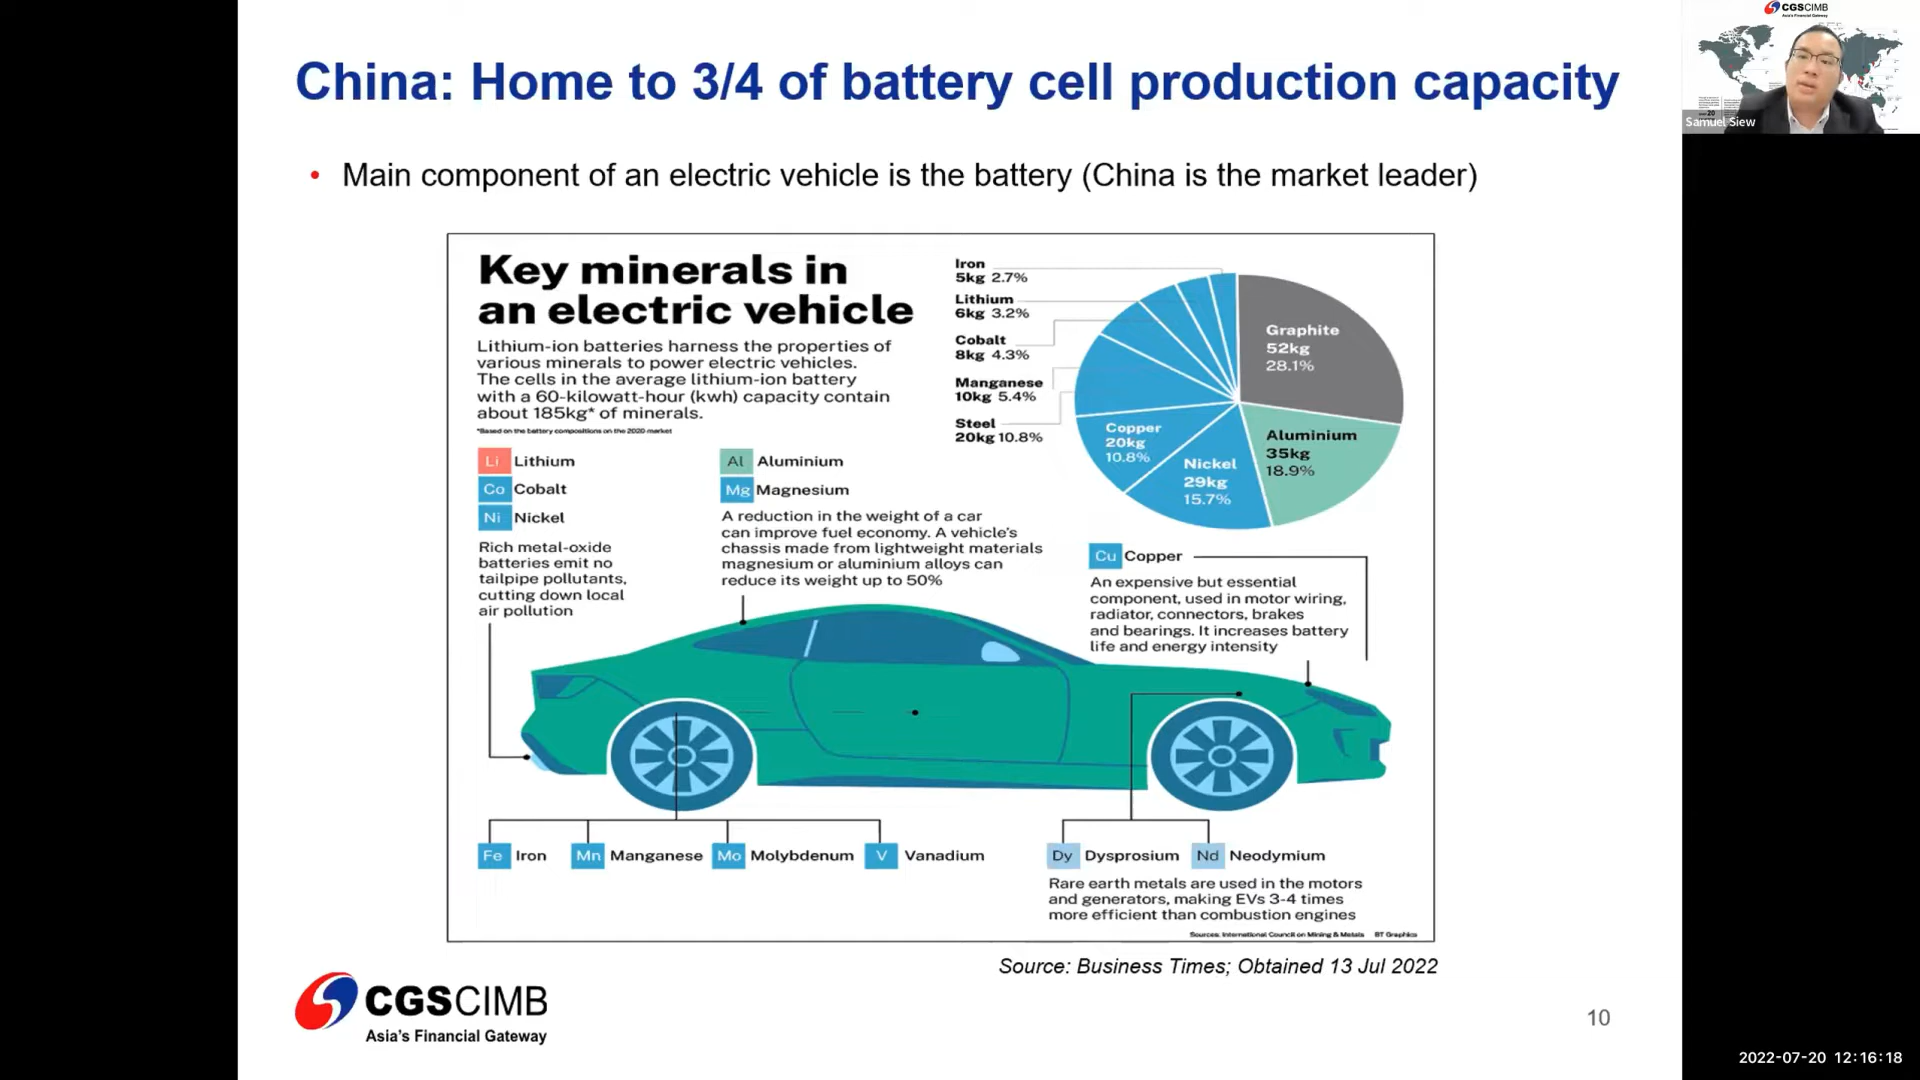 China: Home to 3/4 of battery cell production capacity
• Main component of an electric vehicle is the battery (China is the market leader)
Key minerals in
an electric vehicle
Lithium-ion batteries harness the properties of
various minerals to power electric vehicles.
The cells in the average lithium-ion battery
with a 60-kilowatt-hour (kwh) capacity contain
about 185kg* of minerals.
*Based on the battery compositions on the 2020 market
Iron
5kg 2.7%
Lithium
6kg 3.2%
Cobalt
8kg 4.3%
Manganese
10kg 5.4%
Steel
20kg 10.8%
Copper
20kg
10.8%
Nickel
29kg
15.7%
Graphite
52kg
28.1%
Aluminium
35kg
18.9%
Li Lithium
Co Cobalt
Ni Nickel
Rich metal-oxide
batteries emit no
tailpipe pollutants,
cutting down local
air pollution
Al Aluminium
Mg Magnesium
A reduction in the weight of a car
can improve fuel economy. A vehicle's
chassis made from lightweight materials
magnesium or aluminium alloys can
reduce its weight up to 50%
Cu Copper
An expensive but essential
component, used in motor wiring,
radiator, connectors, brakes
and bearings. It increases battery
life and energy intensity
Fe Iron Mn Manganese Mo Molybdenum V Vanadium
Dy Dysprosium Nd Neodymium
Rare earth metals are used in the motors
and generators, making EVs 3-4 times
more efficient than combustion engines
Sources: International Council on Mining & Metals BT Graphics
Source: Business Times; Obtained 13 Jul 2022
CGSCIMB
Asia's Financial Gateway
10
CGSCIMB
Asia's Financial Gateway
Samuel Siew
2022-07-20 12:16:18